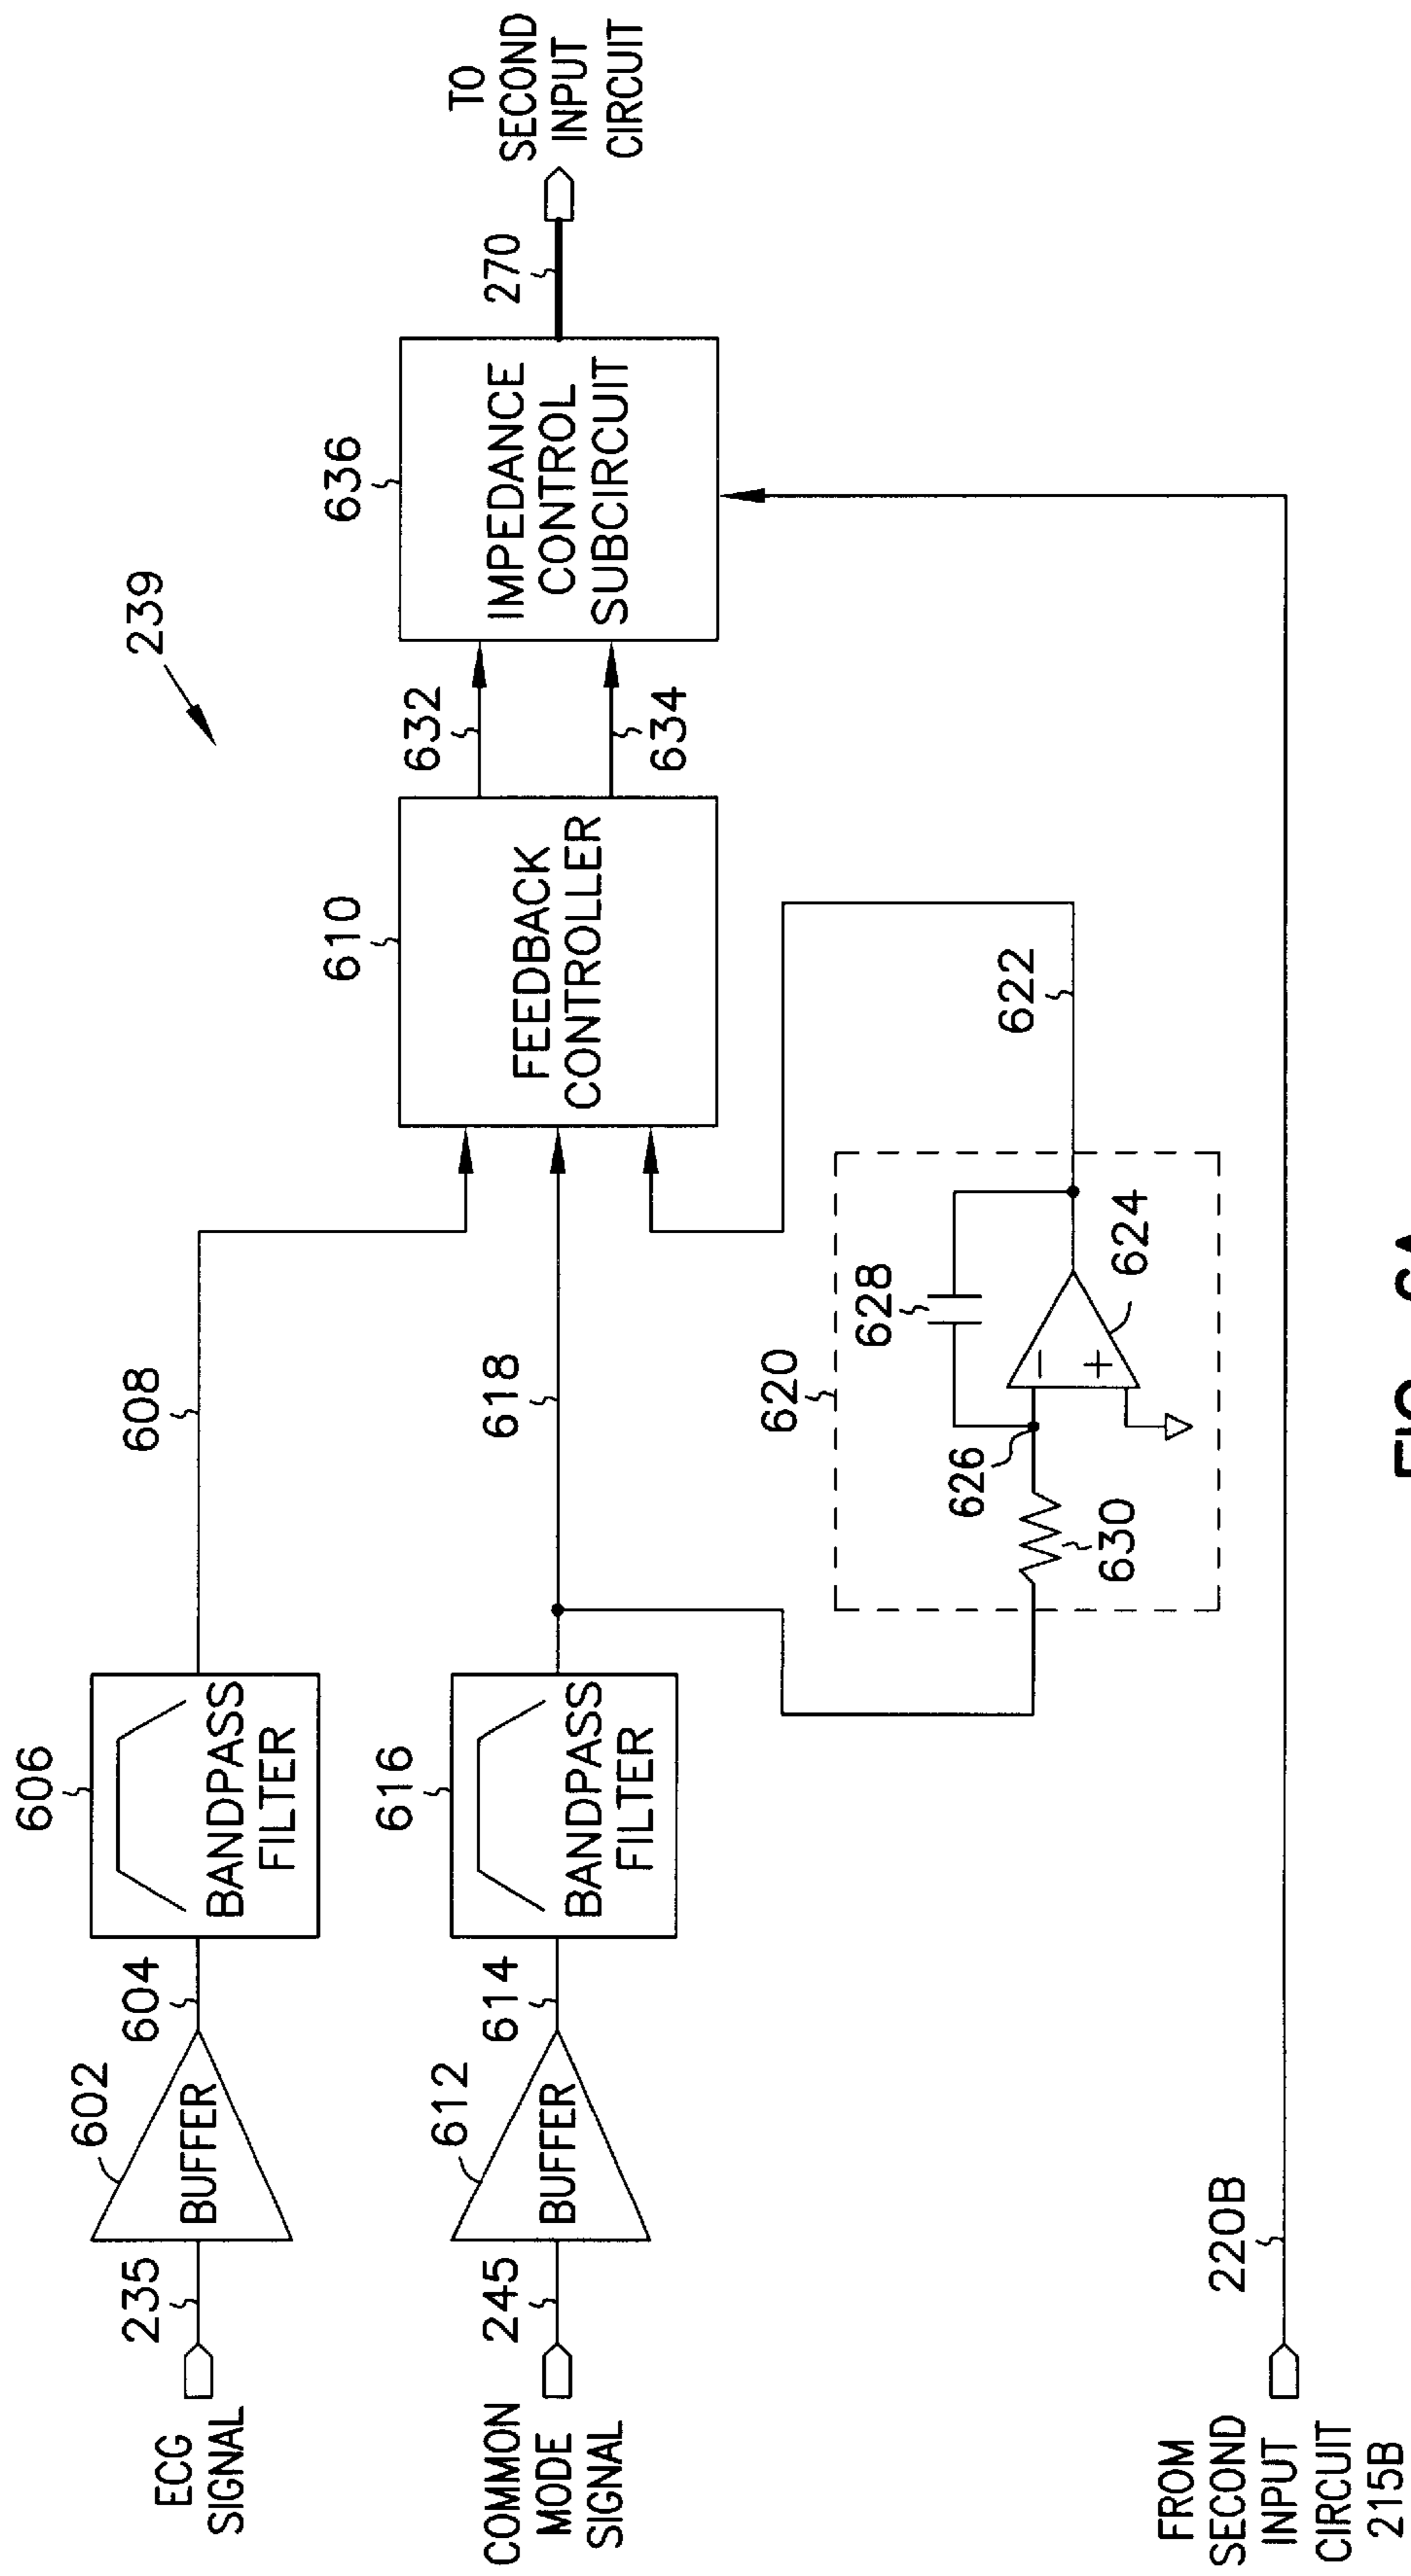 239
ECG
SIGNAL
235
602
BUFFER
604
606
BANDPASS
FILTER
608
COMMON
MODE
SIGNAL
245
612
BUFFER
614
616
BANDPASS
FILTER
618
610
FEEDBACK
CONTROLLER
632
634
636
IMPEDANCE
CONTROL
SUBCIRCUIT
270
TO
SECOND
INPUT
CIRCUIT
620
628
626
630
−
+
624
622
FROM
SECOND
INPUT
CIRCUIT
215B
220B